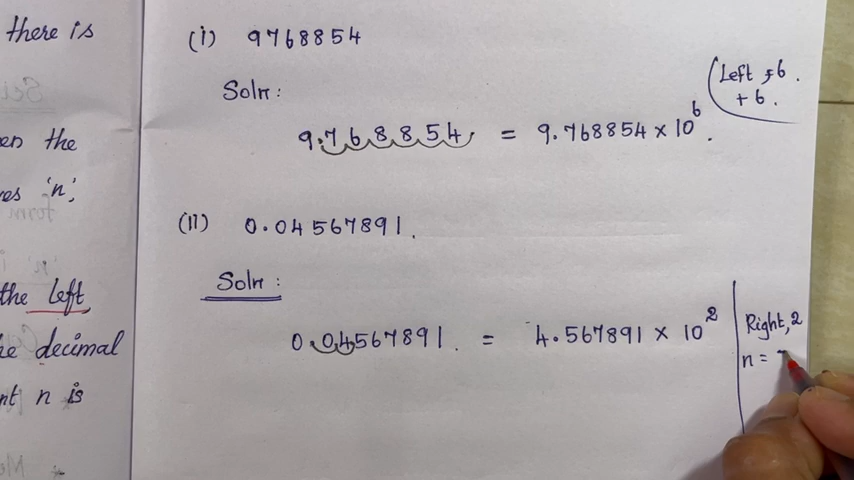 there is
en the
es 'n',
the left,
e decimal
nt n is
(i) 9768854
Soln:
9.768854. = 9.768854 × 10^6.
Left 6.
+6.
(ii) 0.04567891.
Soln:
0.04567891. = 4.567891 × 10^2
Right, 2
n = -